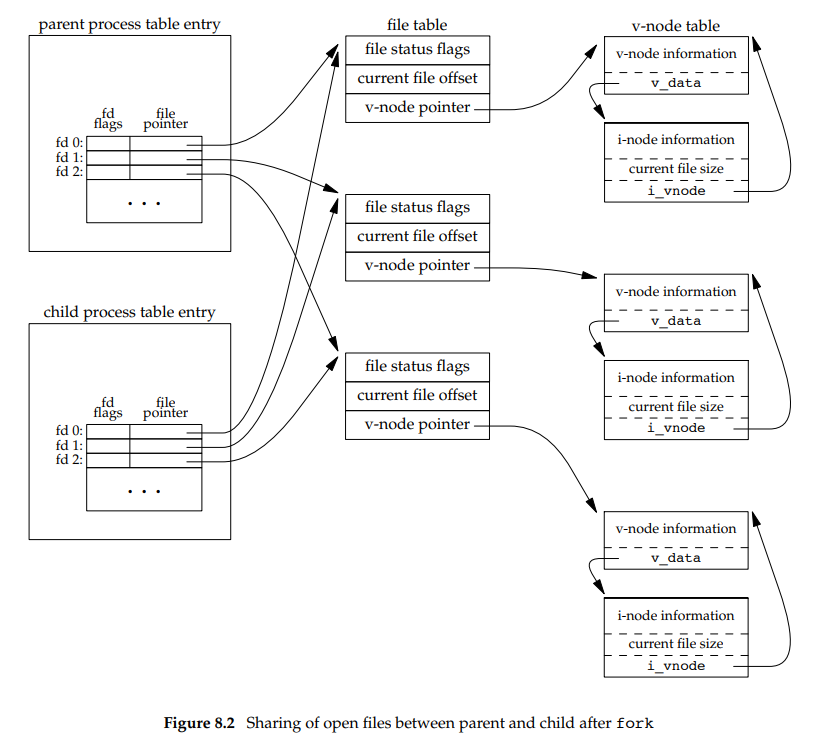 parent process table entry
fd
flags
file
pointer
fd 0:
fd 1:
fd 2:
. . .
child process table entry
fd
flags
file
pointer
fd 0:
fd 1:
fd 2:
. . .
file table
file status flags
current file offset
v-node pointer
file status flags
current file offset
v-node pointer
file status flags
current file offset
v-node pointer
v-node table
v-node information
v_data
i-node information
current file size
i_vnode
v-node information
v_data
i-node information
current file size
i_vnode
v-node information
v_data
i-node information
current file size
i_vnode
Figure 8.2 Sharing of open files between parent and child after fork